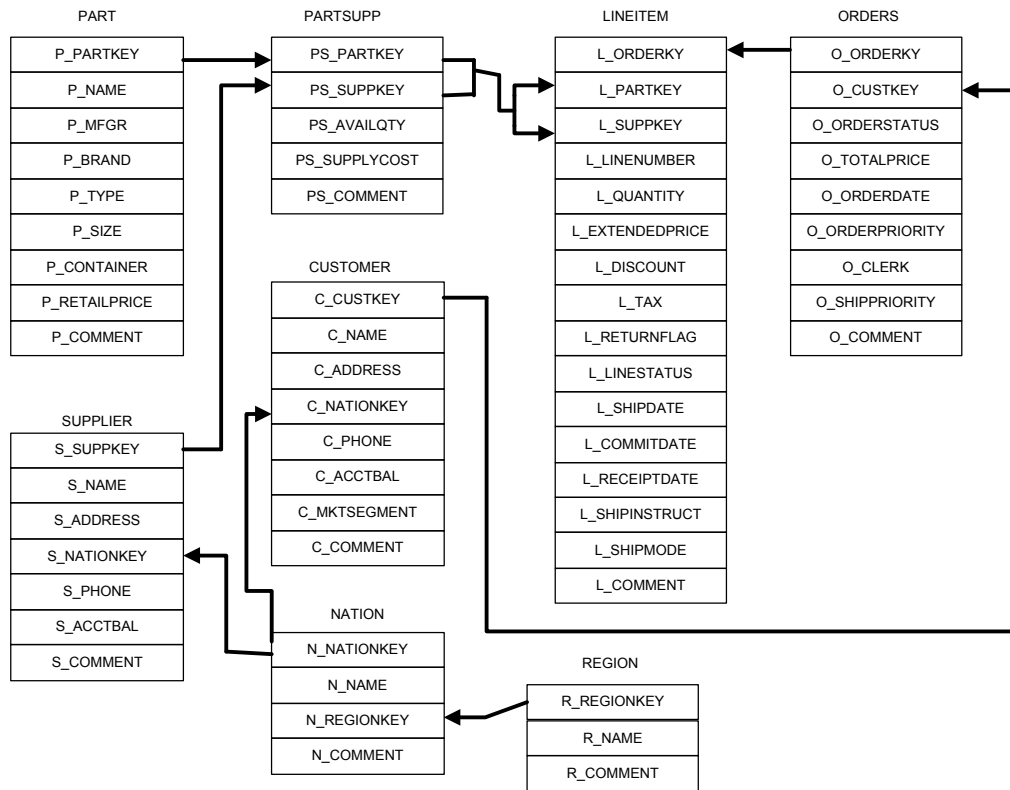 PART
P_PARTKEY
P_NAME
P_MFGR
P_BRAND
P_TYPE
P_SIZE
P_CONTAINER
P_RETAILPRICE
P_COMMENT
SUPPLIER
S_SUPPKEY
S_NAME
S_ADDRESS
S_NATIONKEY
S_PHONE
S_ACCTBAL
S_COMMENT
PARTSUPP
PS_PARTKEY
PS_SUPPKEY
PS_AVAILQTY
PS_SUPPLYCOST
PS_COMMENT
CUSTOMER
C_CUSTKEY
C_NAME
C_ADDRESS
C_NATIONKEY
C_PHONE
C_ACCTBAL
C_MKTSEGMENT
C_COMMENT
NATION
N_NATIONKEY
N_NAME
N_REGIONKEY
N_COMMENT
LINEITEM
L_ORDERKY
L_PARTKEY
L_SUPPKEY
L_LINENUMBER
L_QUANTITY
L_EXTENDEDPRICE
L_DISCOUNT
L_TAX
L_RETURNFLAG
L_LINESTATUS
L_SHIPDATE
L_COMMITDATE
L_RECEIPTDATE
L_SHIPINSTRUCT
L_SHIPMODE
L_COMMENT
REGION
R_REGIONKEY
R_NAME
R_COMMENT
ORDERS
O_ORDERKY
O_CUSTKEY
O_ORDERSTATUS
O_TOTALPRICE
O_ORDERDATE
O_ORDERPRIORITY
O_CLERK
O_SHIPPRIORITY
O_COMMENT